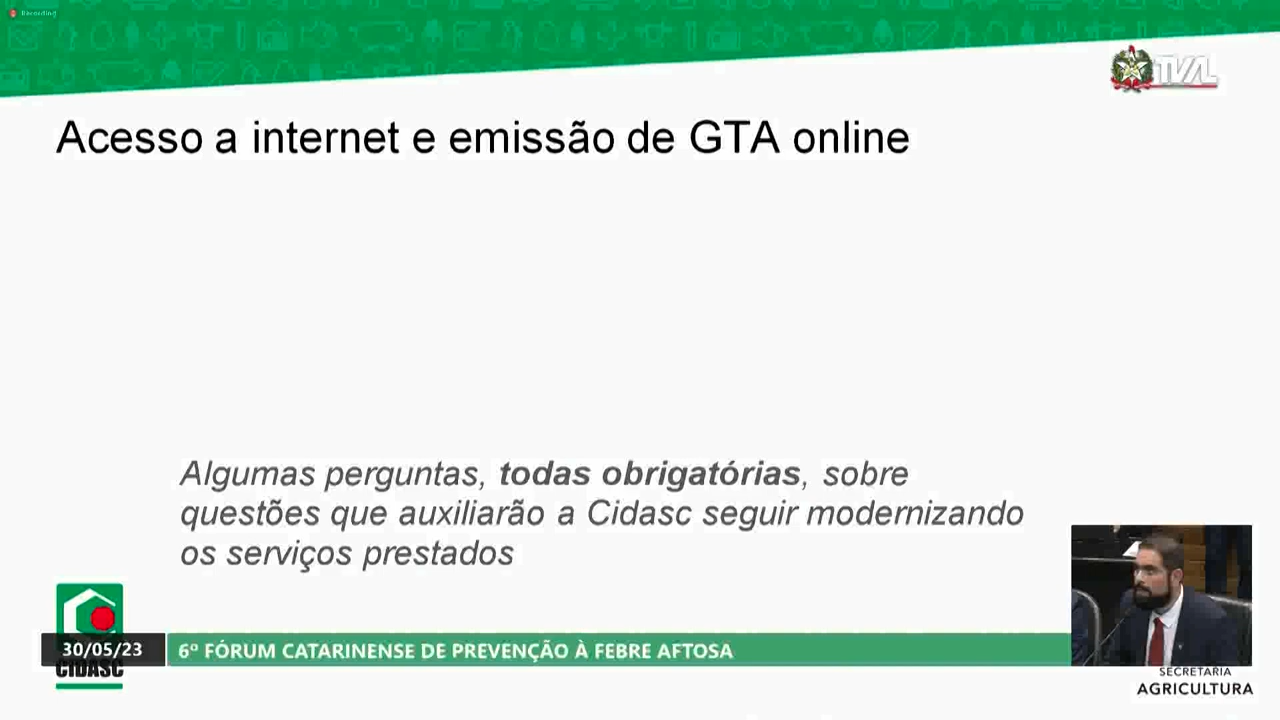 Recording
TVAL
Acesso a internet e emissão de GTA online
Algumas perguntas, todas obrigatórias, sobre
questões que auxiliarão a Cidasc seguir modernizando
os serviços prestados
30/05/23
6º FÓRUM CATARINENSE DE PREVENÇÃO À FEBRE AFTOSA
CIDASC
SECRETARIA
AGRICULTURA